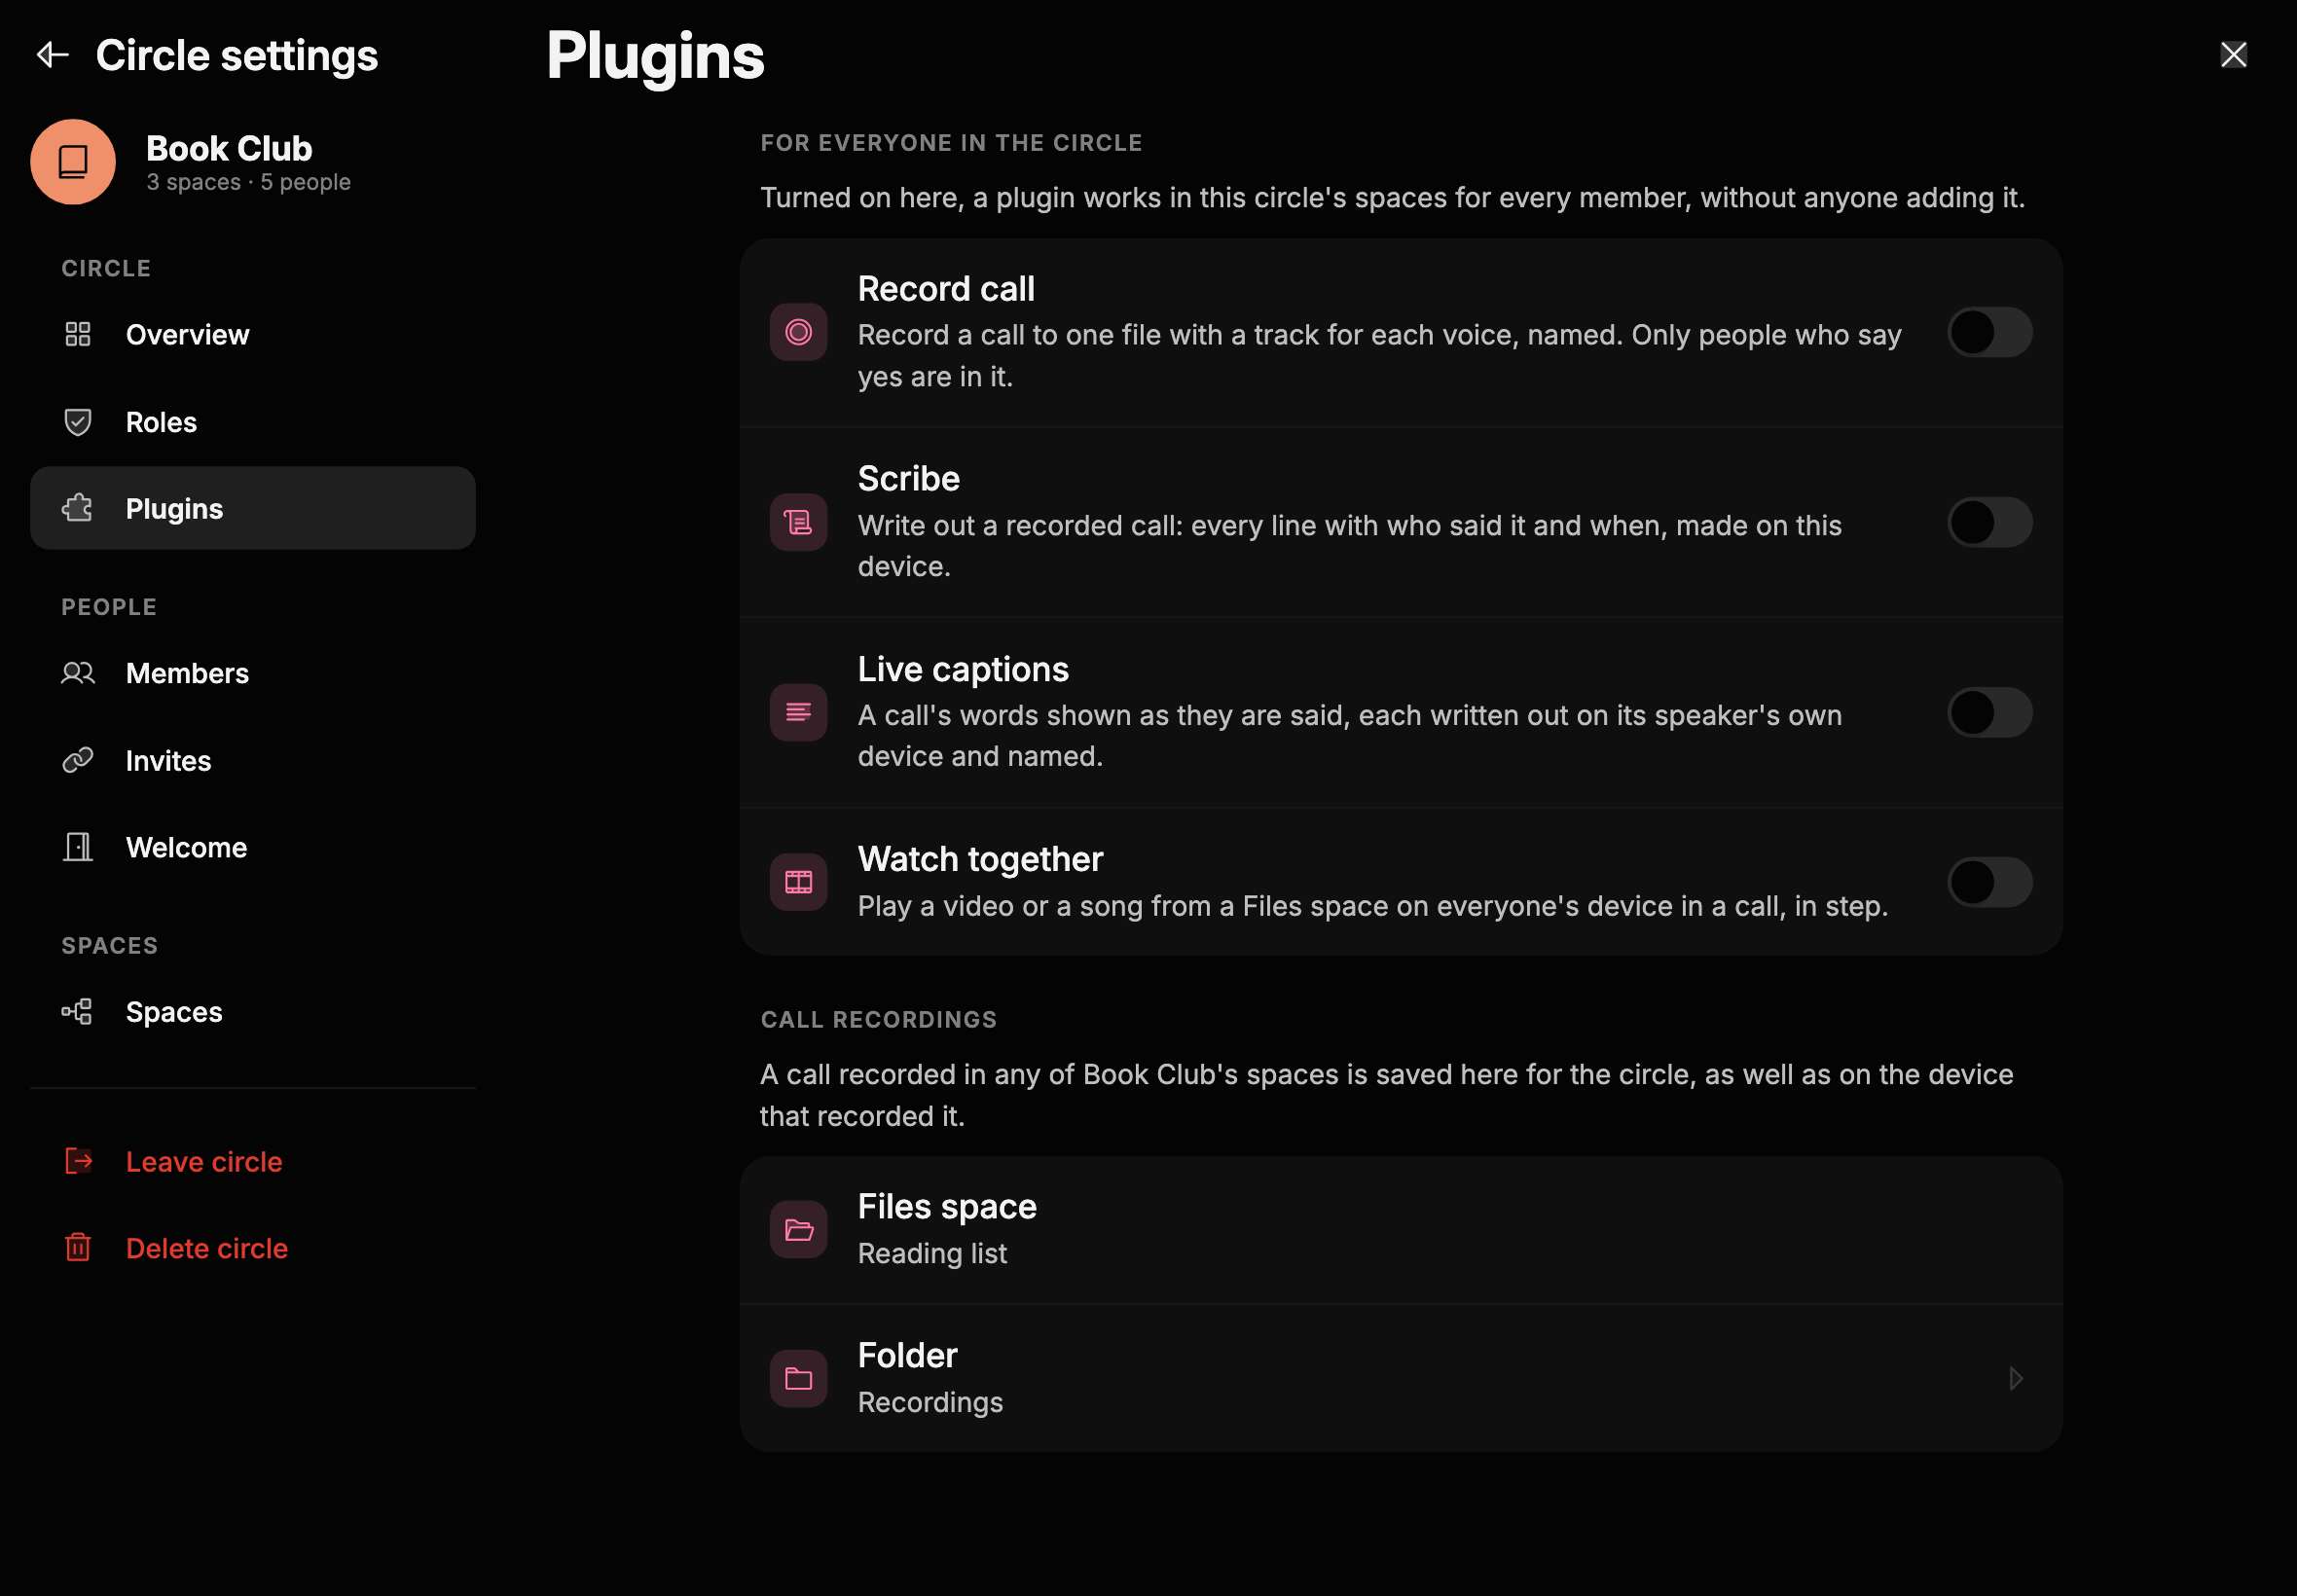 Circle settings
Plugins
Book Club
3 spaces · 5 people
CIRCLE
Overview
Roles
Plugins
PEOPLE
Members
Invites
Welcome
SPACES
Spaces
Leave circle
Delete circle
FOR EVERYONE IN THE CIRCLE
Turned on here, a plugin works in this circle's spaces for every member, without anyone adding it.
Record call
Record a call to one file with a track for each voice, named. Only people who say
yes are in it.
Scribe
Write out a recorded call: every line with who said it and when, made on this
device.
Live captions
A call's words shown as they are said, each written out on its speaker's own
device and named.
Watch together
Play a video or a song from a Files space on everyone's device in a call, in step.
CALL RECORDINGS
A call recorded in any of Book Club's spaces is saved here for the circle, as well as on the device
that recorded it.
Files space
Reading list
Folder
Recordings